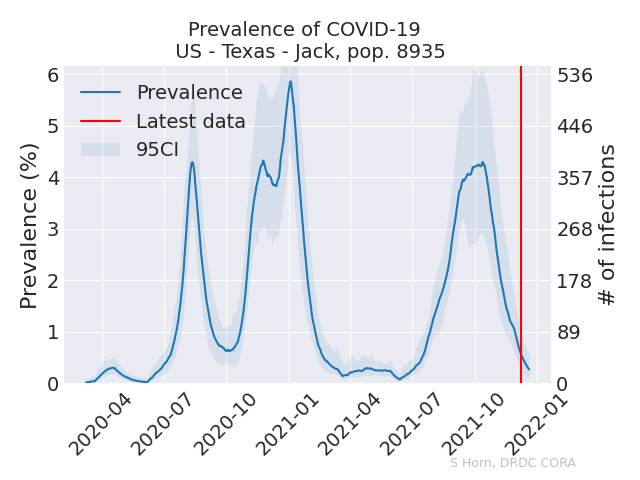 Prevalence of COVID-19
US - Texas - Jack, pop. 8935
Prevalence
Latest data
95CI
Prevalence (%)
6
5
4
3
2
1
0
# of infections
536
446
357
268
178
89
0
2020-04
2020-07
2020-10
2021-01
2021-04
2021-07
2021-10
2022-01
S Horn, DRDC CORA